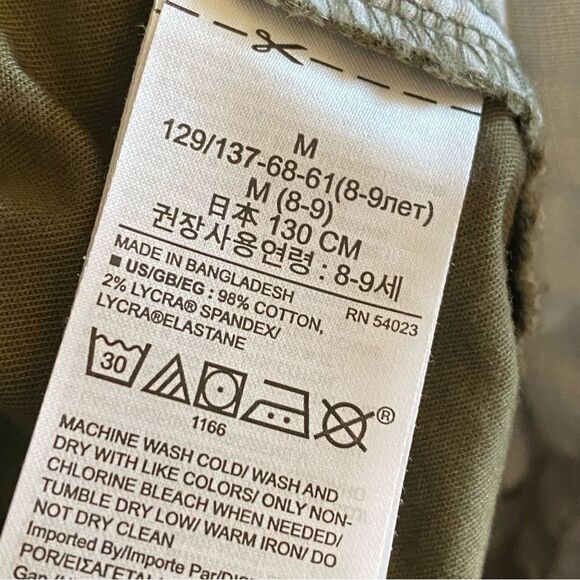 M
129/137-68-61(8-9лет)
M (8-9)
日本 130 CM
권장사용연령 : 8-9세
MADE IN BANGLADESH RN 54023
■ US/GB/EG : 98% COTTON,
2% LYCRA® SPANDEX/
LYCRA®ELASTANE
30 ®
1166
MACHINE WASH COLD/ WASH AND
DRY WITH LIKE COLORS/ ONLY NON-
CHLORINE BLEACH WHEN NEEDED/
TUMBLE DRY LOW/ WARM IRON/ DO
NOT DRY CLEAN
Imported By/Importe Par/
POR/ΕΙΣΑΓΕΤΑΙ